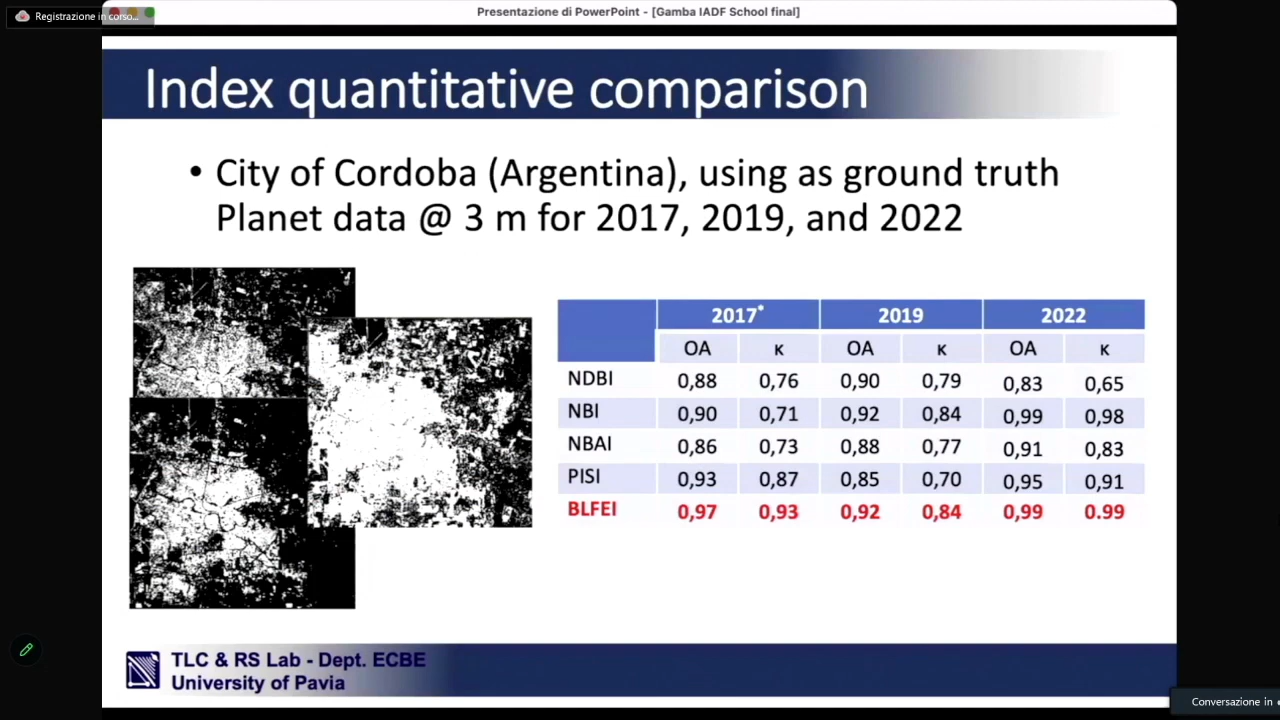 Presentazione di PowerPoint - [Gamba IADF School final]
Registrazione in corso...
Index quantitative comparison
• City of Cordoba (Argentina), using as ground truth
Planet data @ 3 m for 2017, 2019, and 2022
2017* 2019 2022
OA κ OA κ OA κ
NDBI 0,88 0,76 0,90 0,79 0,83 0,65
NBI 0,90 0,71 0,92 0,84 0,99 0,98
NBAI 0,86 0,73 0,88 0,77 0,91 0,83
PISI 0,93 0,87 0,85 0,70 0,95 0,91
BLFEI 0,97 0,93 0,92 0,84 0,99 0.99
TLC & RS Lab - Dept. ECBE
University of Pavia
Conversazione in